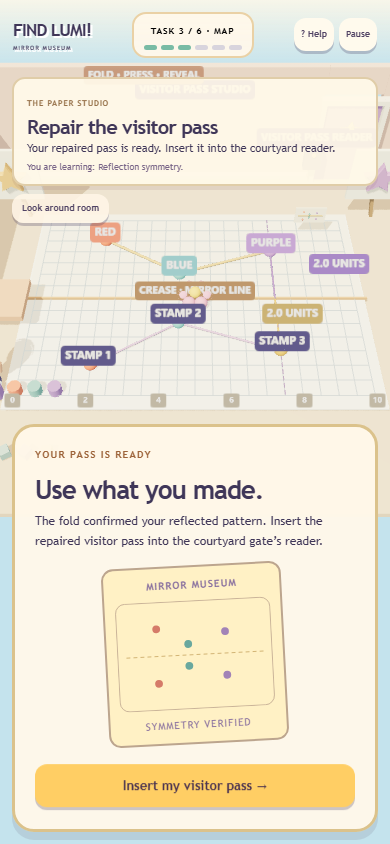 FIND LUMI!
MIRROR MUSEUM
TASK 3 / 6 • MAP
? Help
Pause
FOLD • PRESS • REVEAL
VISITOR PASS STUDIO
VISITOR PASS READER
THE PAPER STUDIO
Repair the visitor pass
Your repaired pass is ready. Insert it into the courtyard reader.
You are learning: Reflection symmetry.
Look around room
RED
PURPLE
BLUE
2.0 UNITS
CREASE • MIRROR LINE
STAMP 2
2.0 UNITS
STAMP 3
STAMP 1
0 2 4 6 8 10
YOUR PASS IS READY
Use what you made.
The fold confirmed your reflected pattern. Insert the
repaired visitor pass into the courtyard gate's reader.
MIRROR MUSEUM
SYMMETRY VERIFIED
Insert my visitor pass →